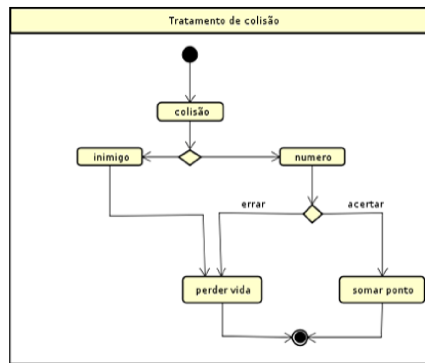 Tratamento de colisão
colisão
inimigo
numero
errar
acertar
perder vida
somar ponto